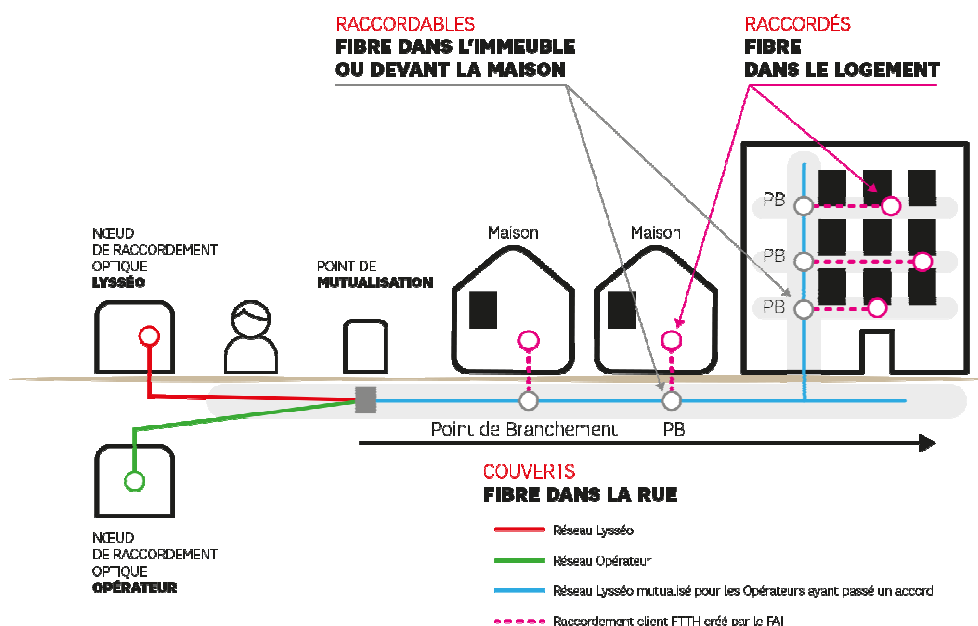 RACCORDABLES
FIBRE DANS L'IMMEUBLE
OU DEVANT LA MAISON
RACCORDÉS
FIBRE
DANS LE LOGEMENT
NŒUD
DE RACCORDEMENT
OPTIQUE
LYSSÉO
POINT DE
MUTUALISATION
Maison
Maison
PB
PB
PB
Point de Branchement
PB
NŒUD
DE RACCORDEMENT
OPTIQUE
OPÉRATEUR
COUVERTS
FIBRE DANS LA RUE
Réseau Lysséo
Réseau Opérateur
Réseau Lysséo mutualisé pour les Opérateurs ayant passé un accord
Raccordement client FTTH créé par le FAI